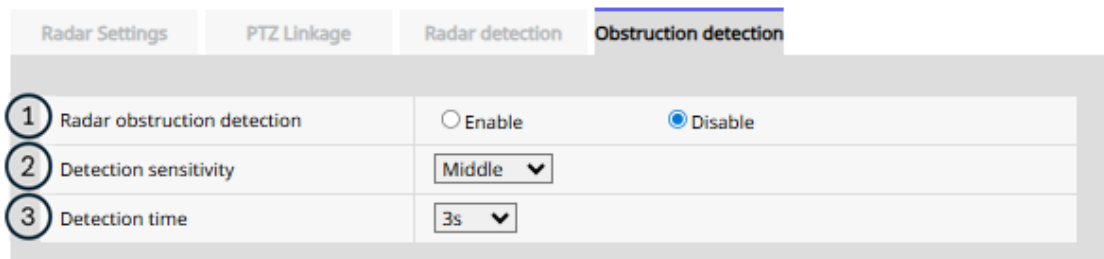 Radar Settings PTZ Linkage Radar detection Obstruction detection
1 Radar obstruction detection Enable Disable
2 Detection sensitivity Middle
3 Detection time 3s